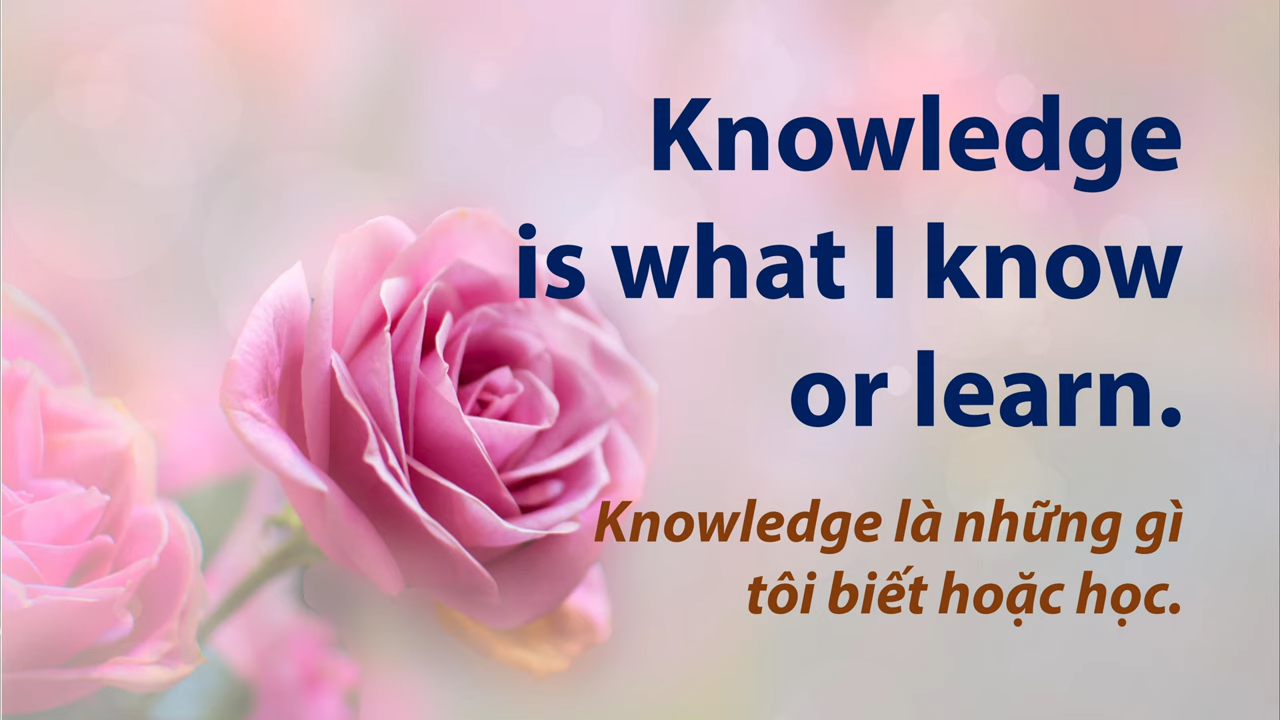 Knowledge
is what I know
or learn.
Knowledge là những gì
tôi biết hoặc học.